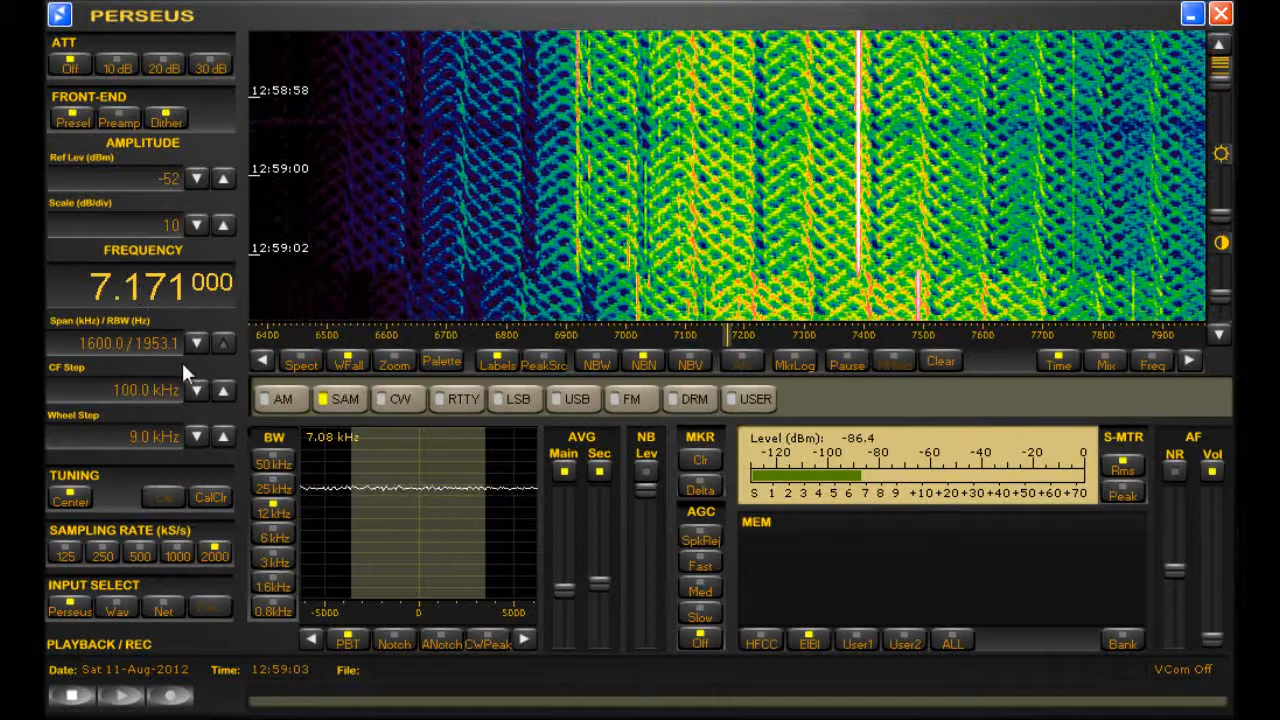 PERSEUS
ATT
Off 10 dB 20 dB 30 dB
FRONT-END
Presel Preamp Dither
AMPLITUDE
Ref Lev (dBm)
-52
Scale (dB/div)
10
FREQUENCY
7.171 000
Span (kHz) / RBW (Hz)
1600.0 / 1953.1
CF Step
100.0 kHz
Wheel Step
9.0 kHz
TUNING
Center CalClr
SAMPLING RATE (kS/s)
125 250 500 1000 2000
INPUT SELECT
Perseus Wav Net
PLAYBACK / REC
12:58:58
12:59:00
12:59:02
6400 6500 6600 6700 6800 6900 7000 7100 7200 7300 7400 7500 7600 7700 7800 7900
Spect WFall Zoom Palette Labels PeakSrc NBW NBN NBV MkrLog Pause Clear Time Mix Freq
AM SAM CW RTTY LSB USB FM DRM USER
BW
50 kHz
25 kHz
12 kHz
6 kHz
3 kHz
1.6kHz
0.8kHz
7.08 kHz
-5000 0 5000
PBT Notch ANotch CWPeak
AVG
Main Sec
NB
Lev
MKR
Clr
Delta
AGC
SpkRej
Fast
Med
Slow
Off
Level (dBm): -86.4
-120 -100 -80 -60 -40 -20 0
S 1 2 3 4 5 6 7 8 9 +10 +20 +30 +40 +50 +60 +70
S-MTR
Rms
Peak
AF
NR Vol
MEM
HFCC EIBI User1 User2 ALL Bank
Date: Sat 11-Aug-2012 Time: 12:59:03 File: VCom Off